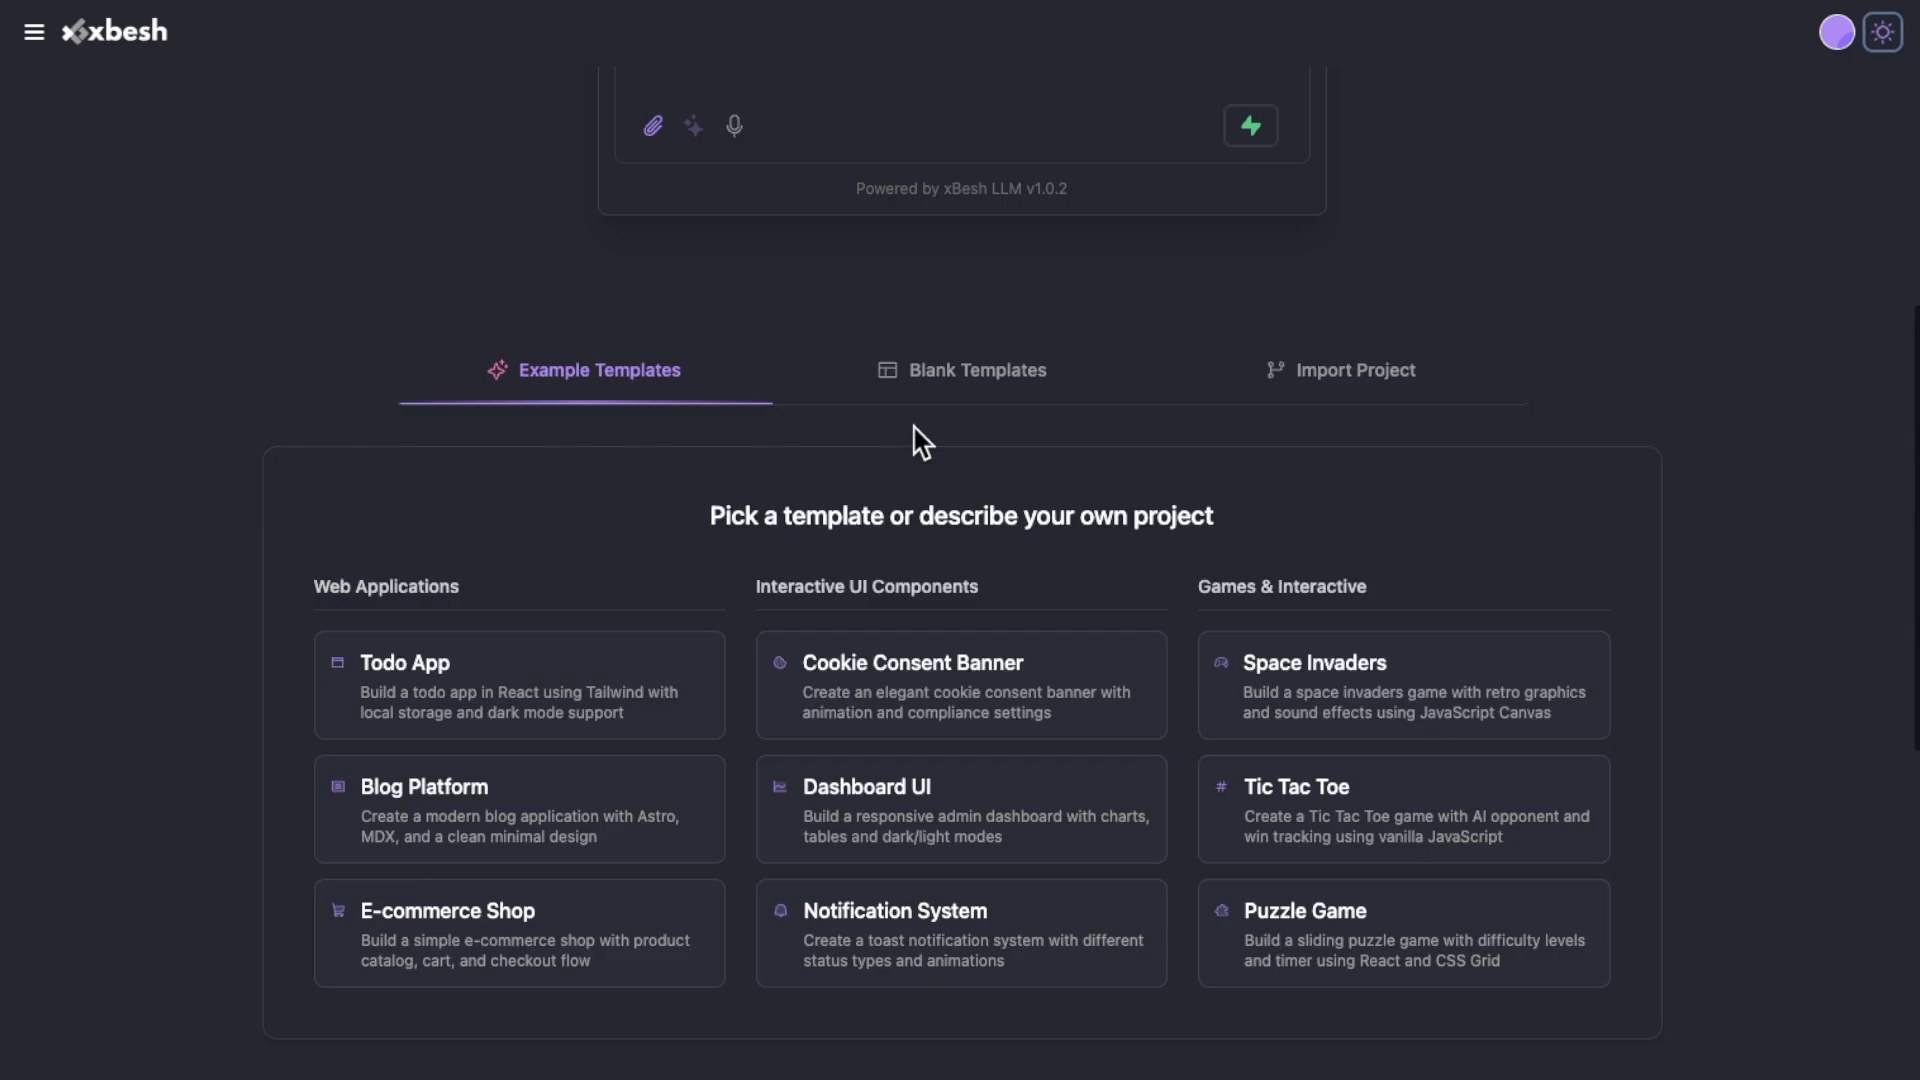 xbesh
Powered by xBesh LLM v1.0.2
Example Templates
Blank Templates
Import Project
Pick a template or describe your own project
Web Applications
Todo App
Build a todo app in React using Tailwind with
local storage and dark mode support
Blog Platform
Create a modern blog application with Astro,
MDX, and a clean minimal design
E-commerce Shop
Build a simple e-commerce shop with product
catalog, cart, and checkout flow
Interactive UI Components
Cookie Consent Banner
Create an elegant cookie consent banner with
animation and compliance settings
Dashboard UI
Build a responsive admin dashboard with charts,
tables and dark/light modes
Notification System
Create a toast notification system with different
status types and animations
Games & Interactive
Space Invaders
Build a space invaders game with retro graphics
and sound effects using JavaScript Canvas
Tic Tac Toe
Create a Tic Tac Toe game with AI opponent and
win tracking using vanilla JavaScript
Puzzle Game
Build a sliding puzzle game with difficulty levels
and timer using React and CSS Grid